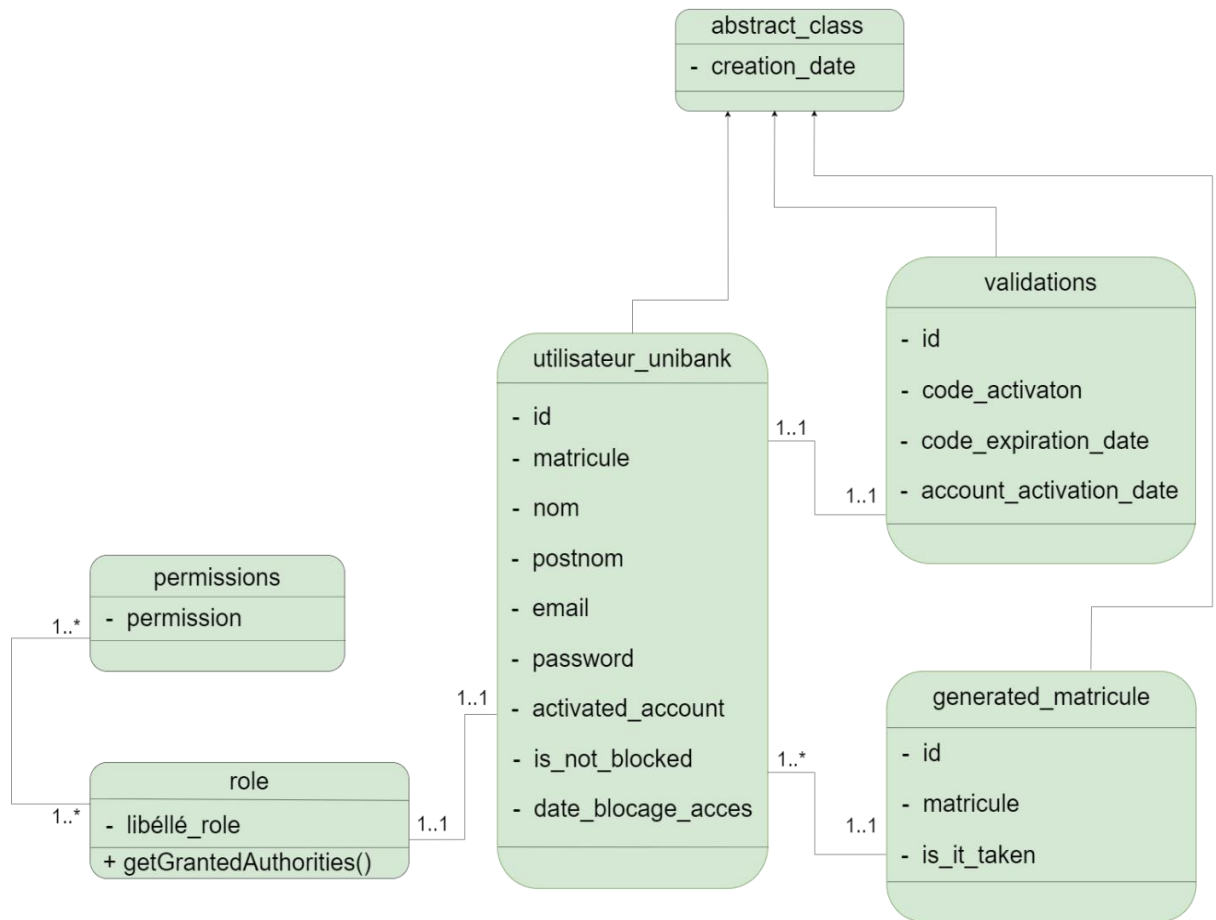 abstract_class
- creation_date
validations
- id
- code_activaton
- code_expiration_date
- account_activation_date
utilisateur_unibank
- id
- matricule
- nom
- postnom
- email
- password
- activated_account
- is_not_blocked
- date_blocage_acces
1..1
1..1
permissions
- permission
1..*
1..*
role
- libéllé_role
+ getGrantedAuthorities()
1..1
1..1
1..*
1..1
generated_matricule
- id
- matricule
- is_it_taken